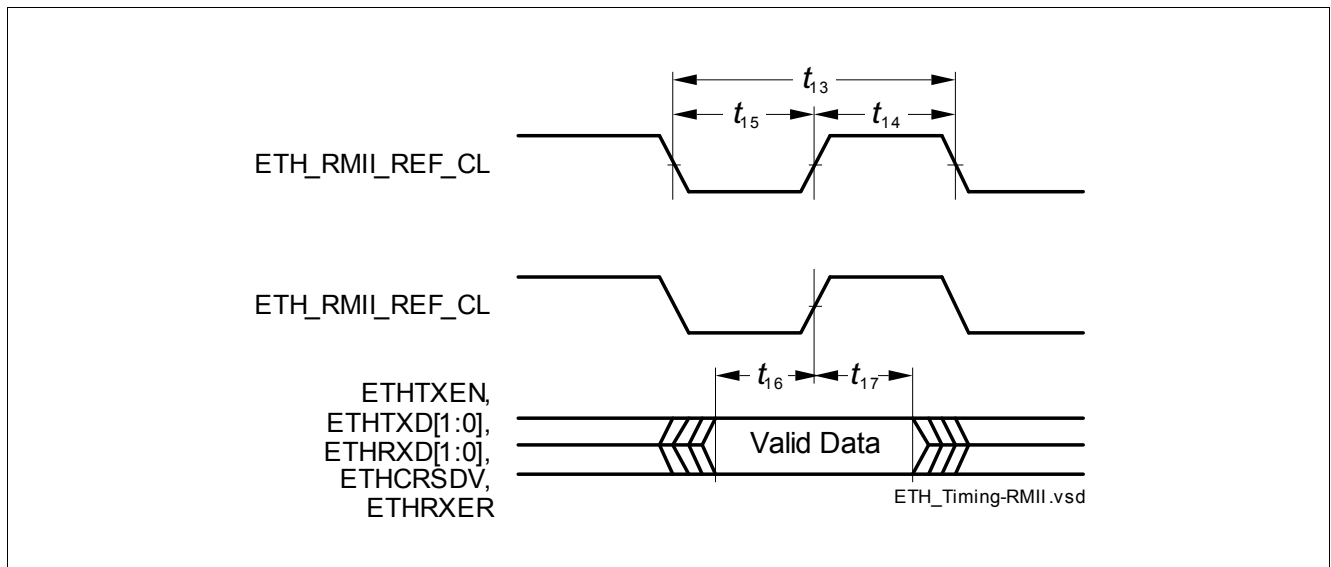 t13
t15
t14
ETH_RMII_REF_CL
ETH_RMII_REF_CL
t16
t17
ETHTXEN,
ETHTXD[1:0],
ETHRXD[1:0],
ETHCRSDV,
ETHRXER
Valid Data
ETH_Timing-RMII.vsd